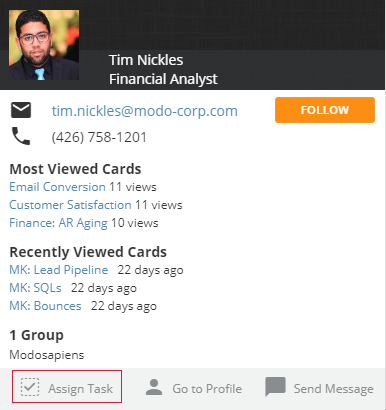 Tim Nickles
Financial Analyst
tim.nickles@modo-corp.com
FOLLOW
(426) 758-1201
Most Viewed Cards
Email Conversion 11 views
Customer Satisfaction 11 views
Finance: AR Aging 10 views
Recently Viewed Cards
MK: Lead Pipeline 22 days ago
MK: SQLs 22 days ago
MK: Bounces 22 days ago
1 Group
Modosapiens
Assign Task
Go to Profile
Send Message